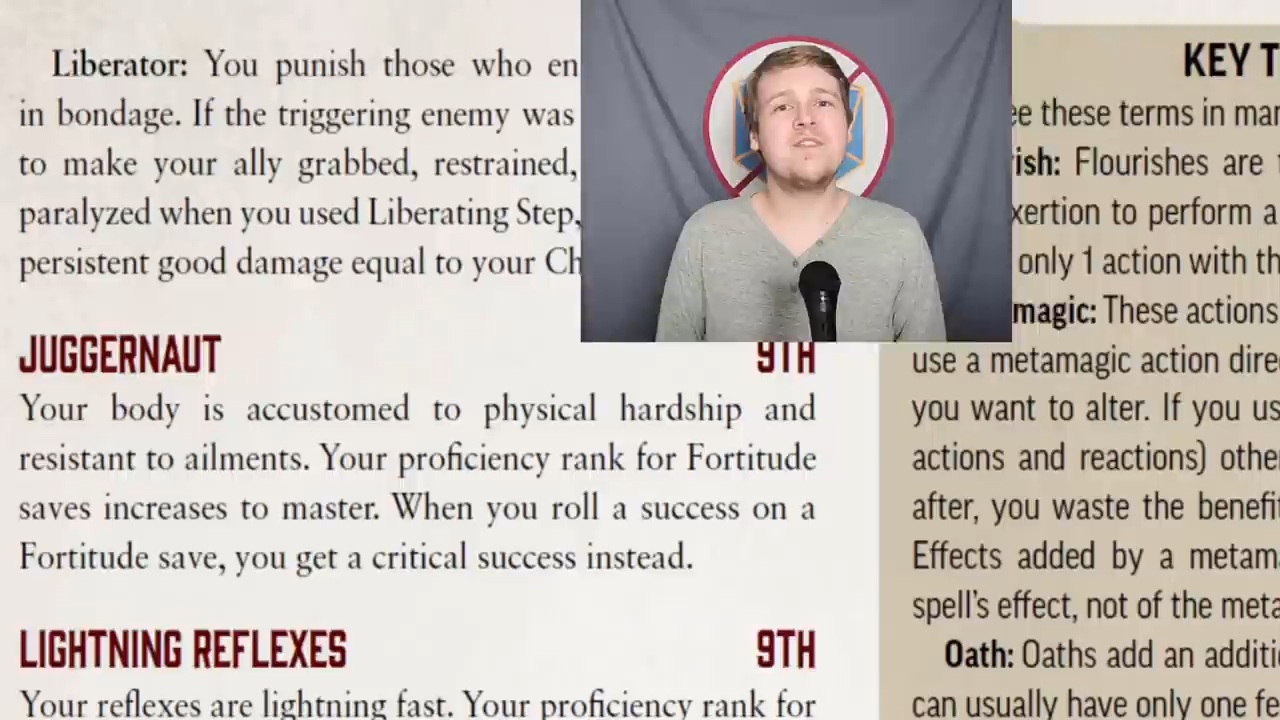 Liberator: You punish those who en
in bondage. If the triggering enemy was
to make your ally grabbed, restrained,
paralyzed when you used Liberating Step,
persistent good damage equal to your Ch
JUGGERNAUT 9TH
Your body is accustomed to physical hardship and
resistant to ailments. Your proficiency rank for Fortitude
saves increases to master. When you roll a success on a
Fortitude save, you get a critical success instead.
LIGHTNING REFLEXES 9TH
Your reflexes are lightning fast. Your proficiency rank for
KEY T
ee these terms in man
ish: Flourishes are t
xertion to perform a
only 1 action with th
magic: These actions
use a metamagic action dire
you want to alter. If you us
actions and reactions) othe
after, you waste the benefi
Effects added by a metama
spell's effect, not of the meta
Oath: Oaths add an additi
can usually have only one fe